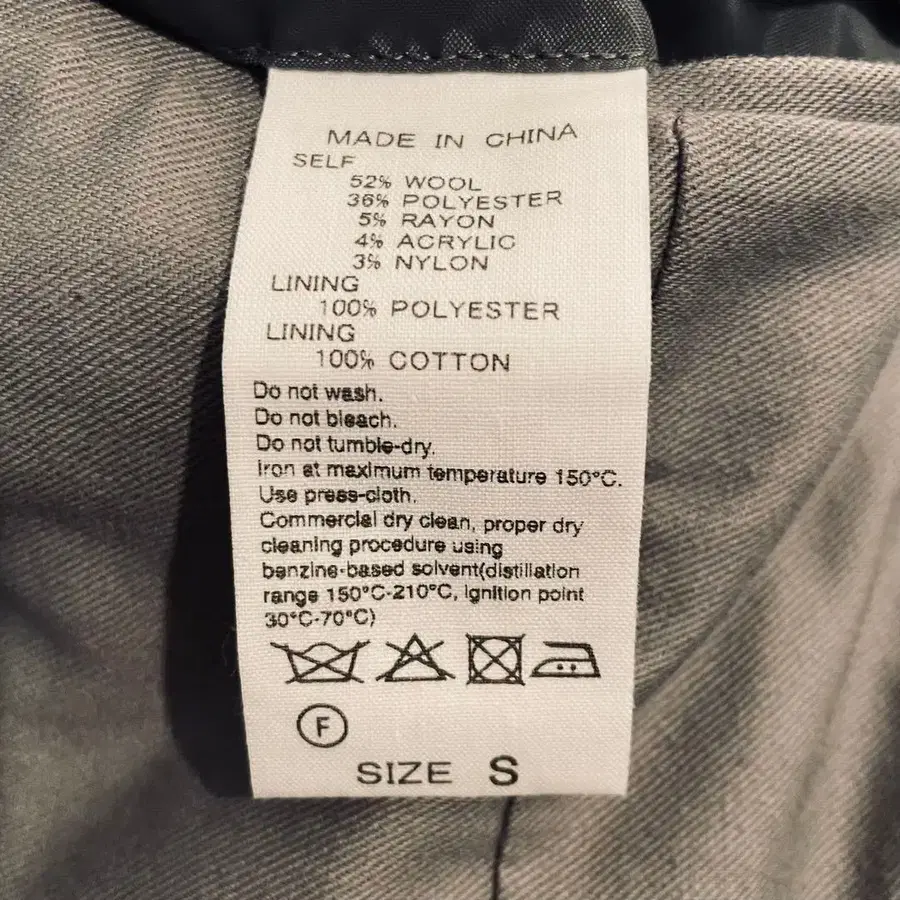 MADE IN CHINA
SELF
52% WOOL
36% POLYESTER
5% RAYON
4% ACRYLIC
3% NYLON
LINING
100% POLYESTER
LINING
100% COTTON
Do not wash.
Do not bleach.
Do not tumble-dry.
Iron at maximum temperature 150°C.
Use press-cloth.
Commercial dry clean, proper dry
cleaning procedure using
benzine-based solvent(distillation
range 150°C-210°C, ignition point
30°C-70°C)
F
SIZE S